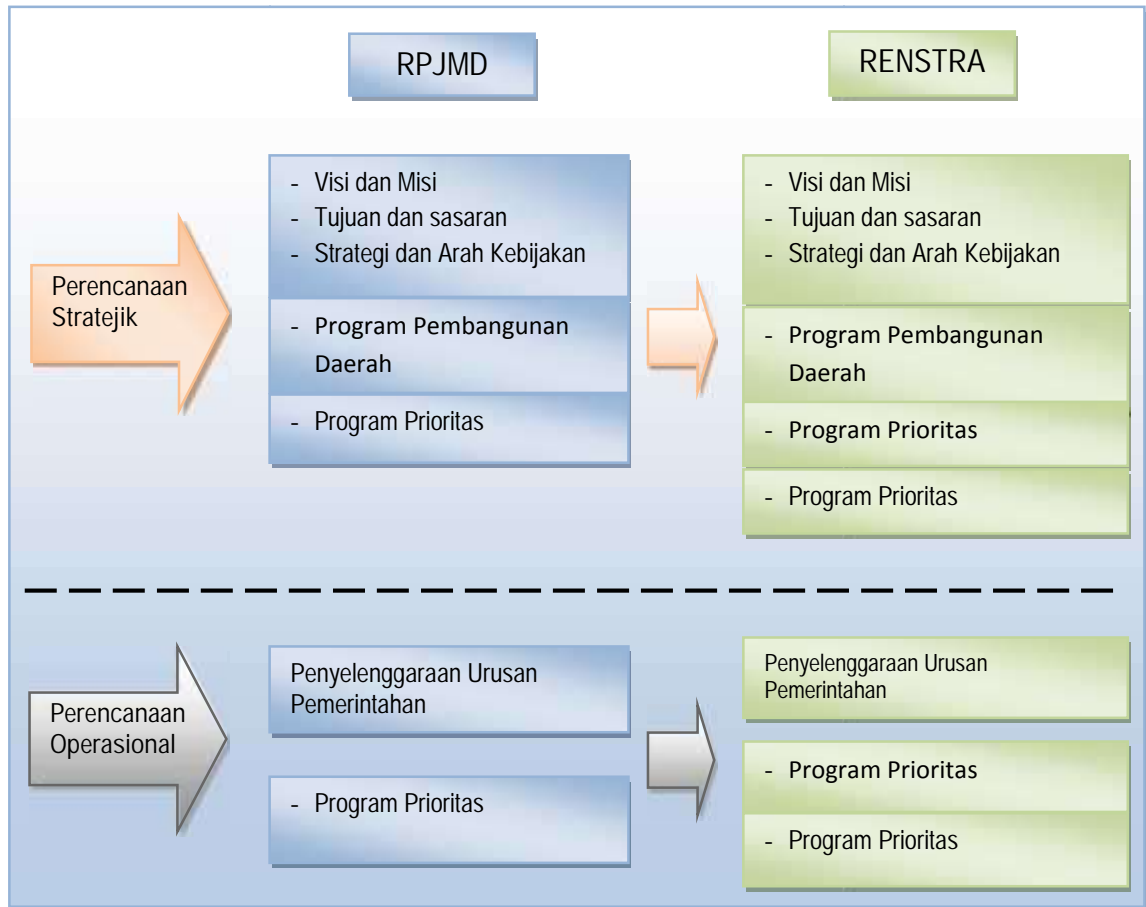 RPJMD
RENSTRA
Perencanaan
Stratejik
- Visi dan Misi
- Tujuan dan sasaran
- Strategi dan Arah Kebijakan
- Program Pembangunan
Daerah
- Program Prioritas
- Visi dan Misi
- Tujuan dan sasaran
- Strategi dan Arah Kebijakan
- Program Pembangunan
Daerah
- Program Prioritas
- Program Prioritas
Perencanaan
Operasional
Penyelenggaraan Urusan
Pemerintahan
- Program Prioritas
Penyelenggaraan Urusan
Pemerintahan
- Program Prioritas
- Program Prioritas